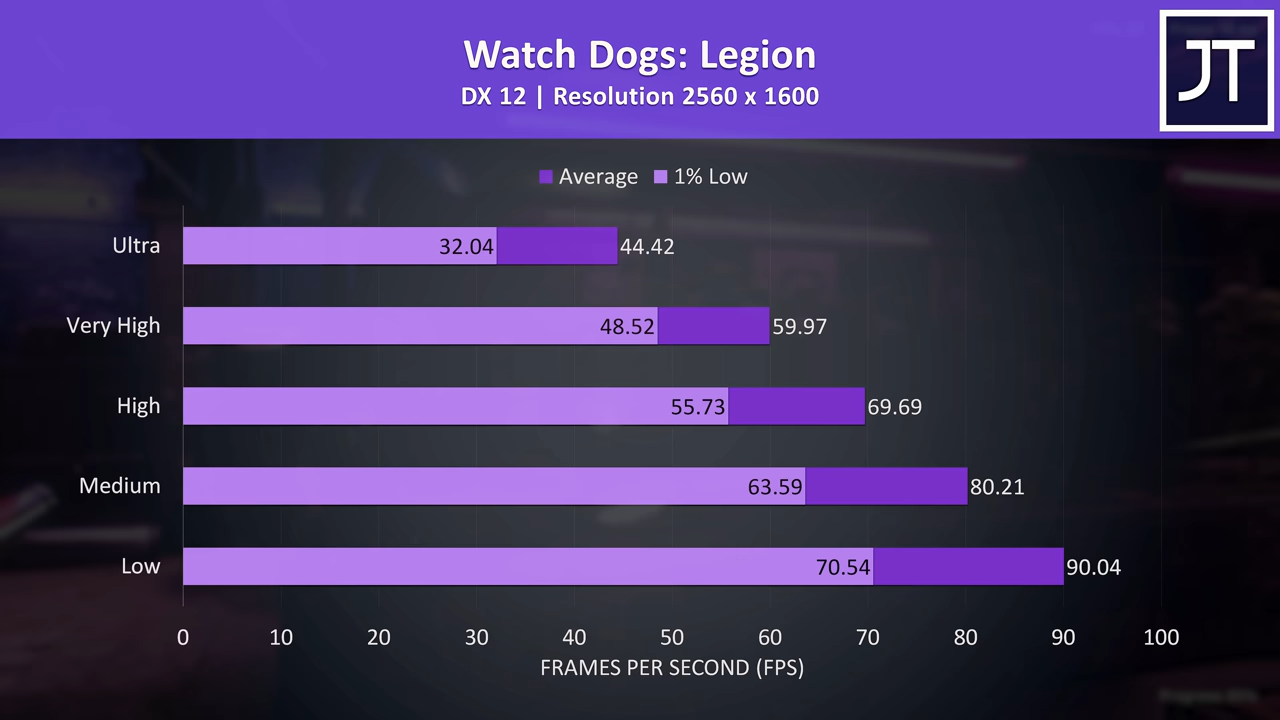 Watch Dogs: Legion
DX 12 | Resolution 2560 x 1600
JT
Average 1% Low
Ultra 32.04 44.42
Very High 48.52 59.97
High 55.73 69.69
Medium 63.59 80.21
Low 70.54 90.04
0 10 20 30 40 50 60 70 80 90 100
FRAMES PER SECOND (FPS)